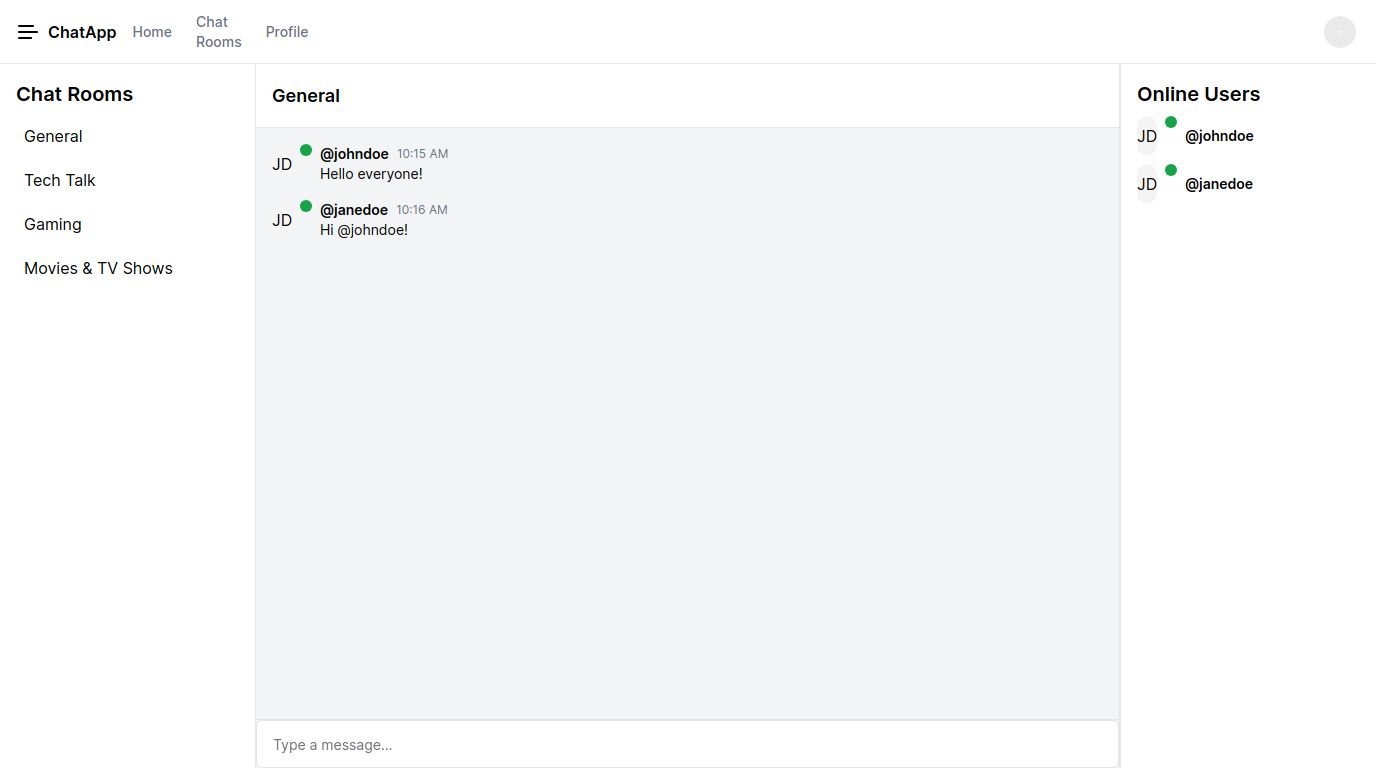 ChatApp
Home
Chat
Rooms
Profile
Chat Rooms
General
Tech Talk
Gaming
Movies & TV Shows
General
JD
@johndoe 10:15 AM
Hello everyone!
JD
@janedoe 10:16 AM
Hi @johndoe!
Type a message...
Online Users
JD @johndoe
JD @janedoe